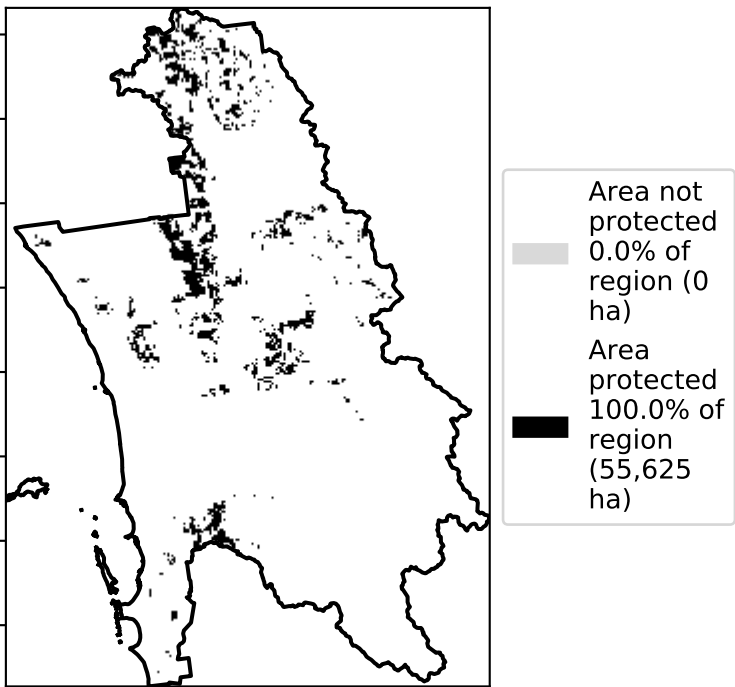 Area not
protected
0.0% of
region (0
ha)
Area
protected
100.0% of
region
(55,625
ha)